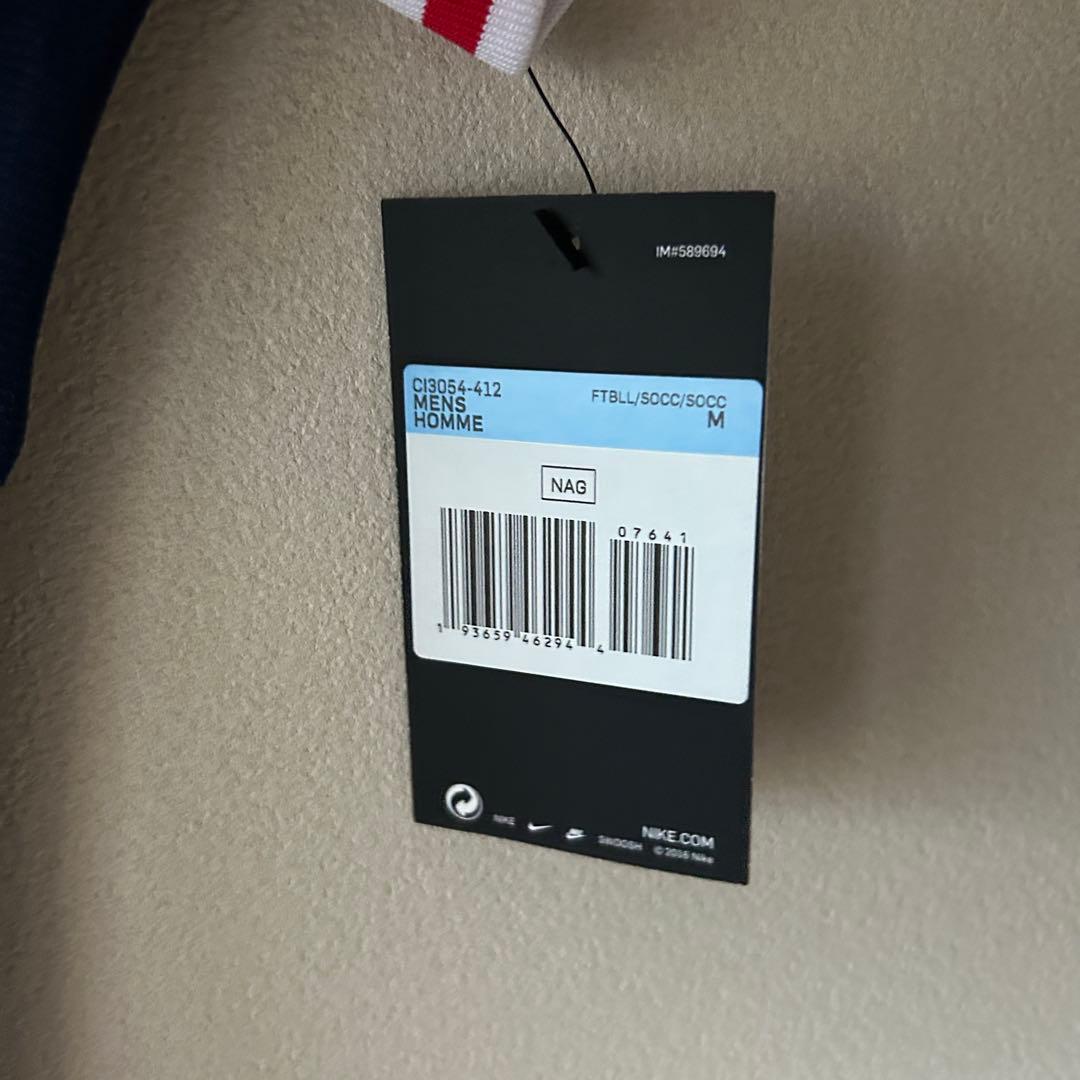 IM#589694
CI3054-412
FTBLL/SOCC/SOCC
MENS
M
HOMME
NAG
07641
1 93659 46294 4
NIKE
SWOOSH
NIKE.COM
© 2016 Nike